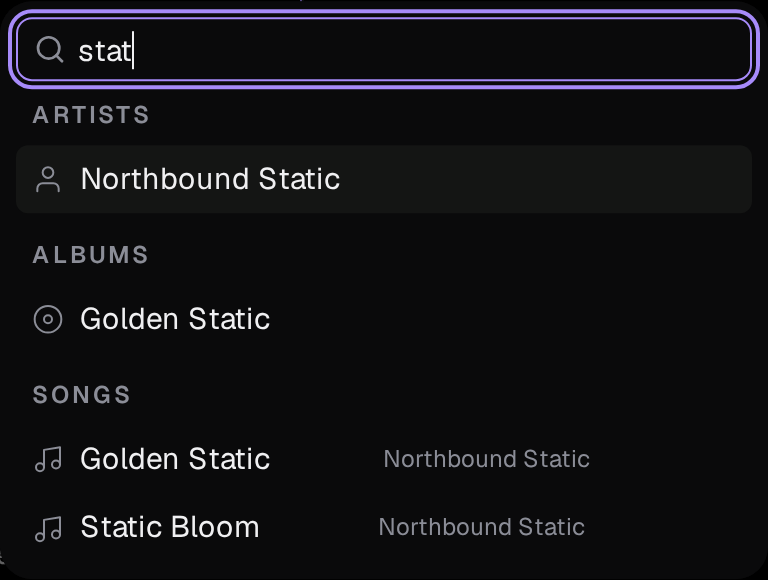 stat
ARTISTS
Northbound Static
ALBUMS
Golden Static
SONGS
Golden Static Northbound Static
Static Bloom Northbound Static